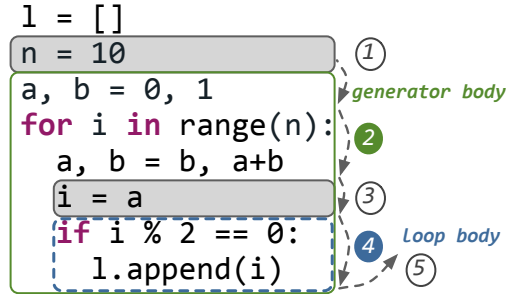 l = []
n = 10
1
a, b = 0, 1
generator body
for i in range(n):
2
a, b = b, a+b
i = a
3
if i % 2 == 0:
4
loop body
l.append(i)
5